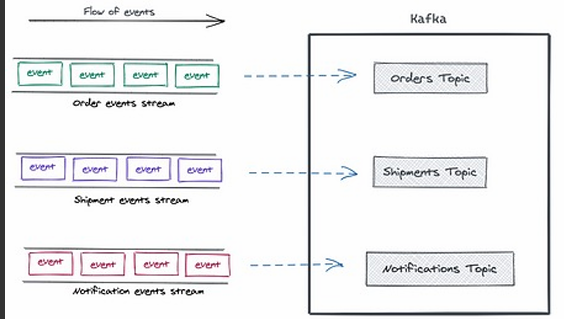 Flow of events
Kafka
event event event event
Orders Topic
Order events stream
event event event event
Shipments Topic
Shipment events stream
event event event event
Notifications Topic
Notification events stream